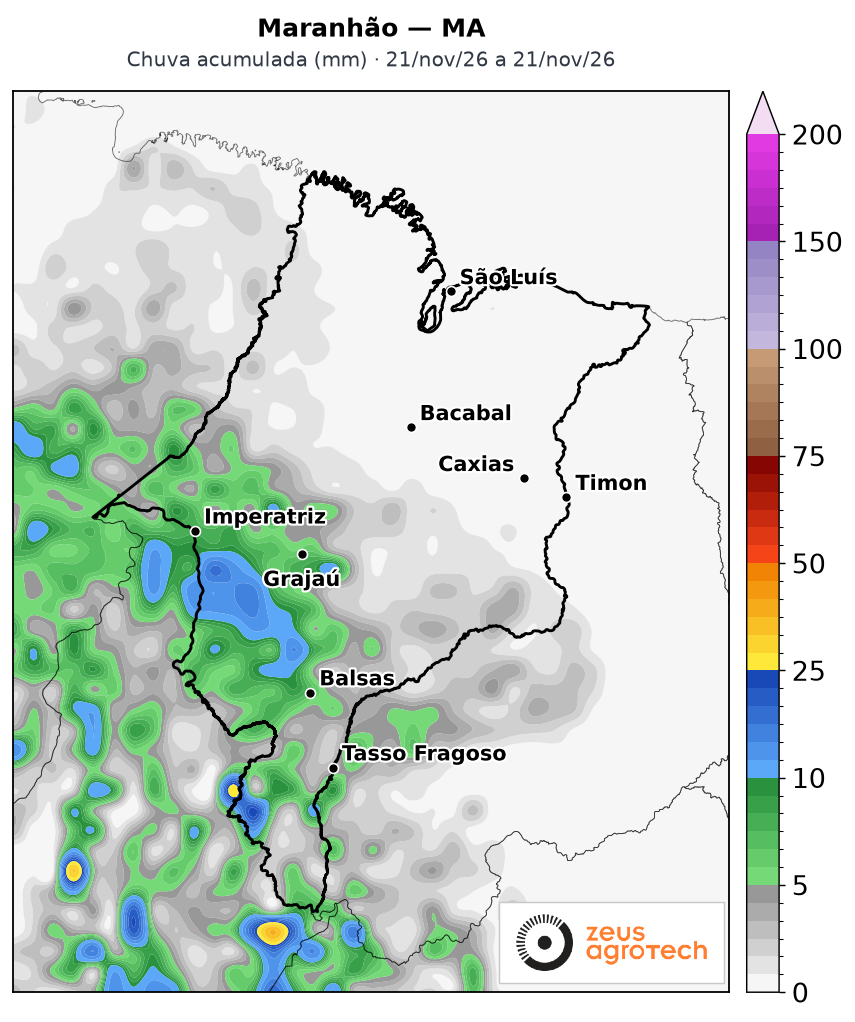 Maranhão — MA
Chuva acumulada (mm) · 21/nov/26 a 21/nov/26
200
150
100
75
50
25
10
5
0
São Luís
Bacabal
Caxias
Timon
Imperatriz
Grajaú
Balsas
Tasso Fragoso
zeus
agrotech